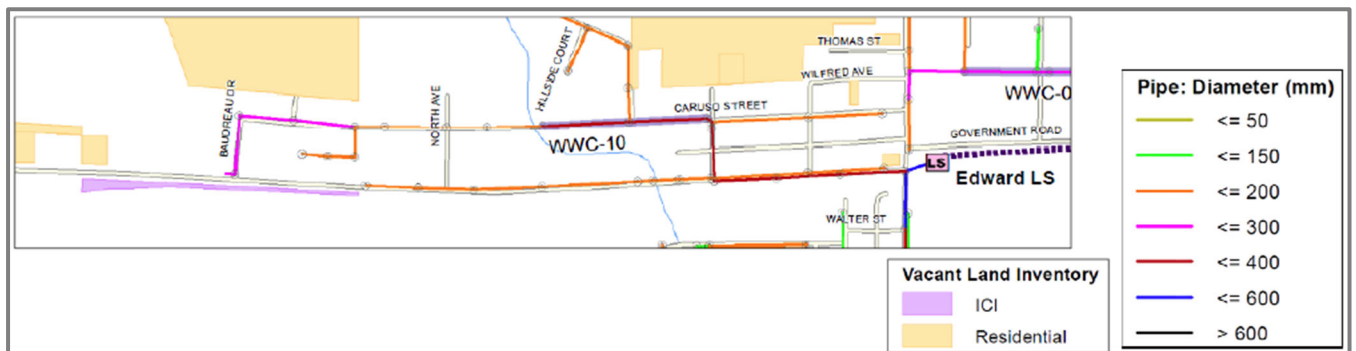 THOMAS ST
HILLSIDE COURT
WILFRED AVE
BAUDREAU DR
NORTH AVE
CARUSO STREET
WWC-0
WWC-10
GOVERNMENT ROAD
LS
Edward LS
WALTER ST
Pipe: Diameter (mm)
<= 50
<= 150
<= 200
<= 300
<= 400
<= 600
> 600
Vacant Land Inventory
ICI
Residential